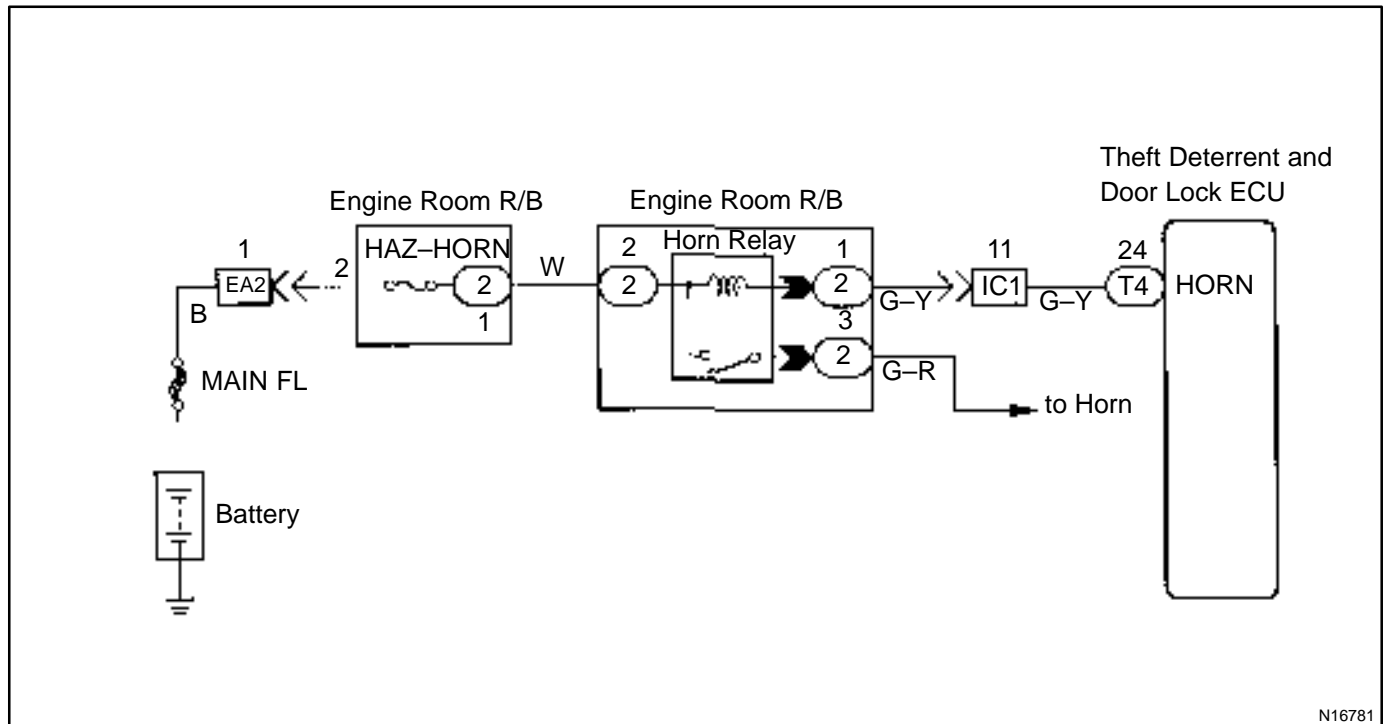 Theft Deterrent and
Door Lock ECU
Engine Room R/B
Engine Room R/B
HAZ–HORN
Horn Relay
1
EA2
2
2
1
W
2
2
1
2
G–Y
11
IC1
G–Y
24
T4
HORN
3
2
G–R
to Horn
B
MAIN FL
Battery
N16781